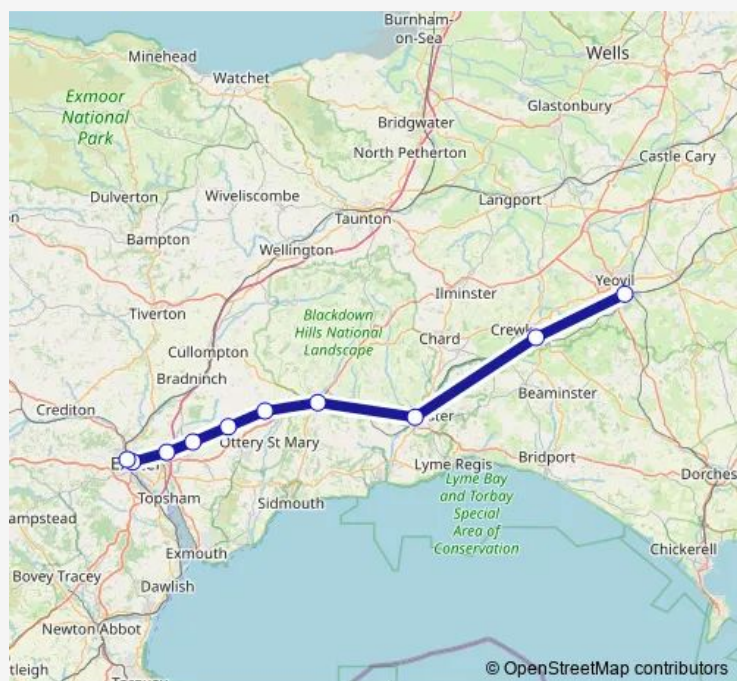 Burnham-
on-Sea
Minehead
Watchet
Wells
Exmoor
National
Park
Glastonbury
Bridgwater
North Petherton
Castle Cary
Dulverton
Wiveliscombe
Langport
Taunton
Bampton
Wellington
Yeovil
Tiverton
Ilminster
Blackdown
Hills National
Landscape
Chard
Crewk
Cullompton
Bradninch
Beaminster
Crediton
Ottery St Mary
ster
Lyme Regis
Bridport
Dorches
Topsham
Sidmouth
Lyme Bay
and Torbay
Special
Area of
Conservation
ampstead
Exmouth
Chickerell
Bovey Tracey
Dawlish
Newton Abbot
tleigh
© OpenStreetMap contributors